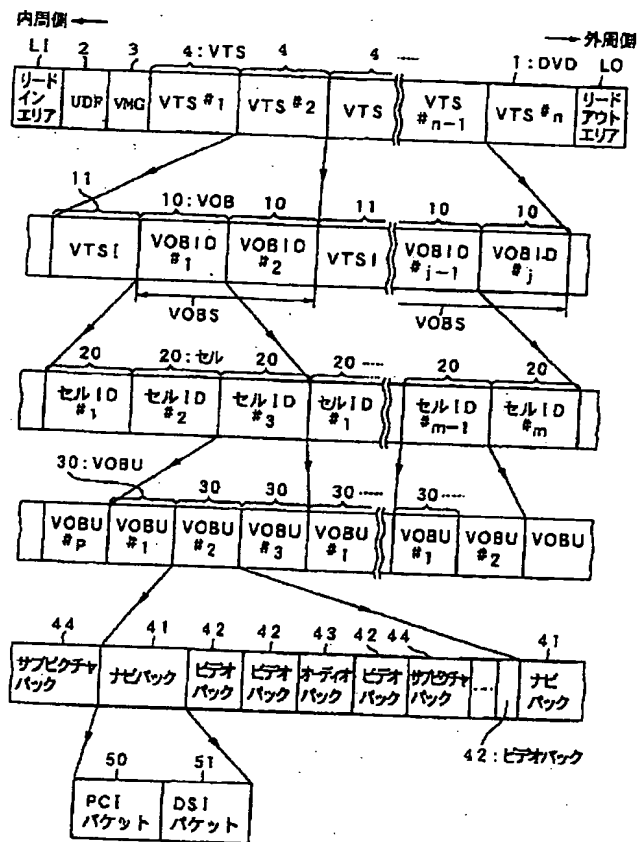 内周側 ←
→ 外周側
LI 2 3 4:VTS 4 4 ‥‥ 1:DVD LO
リードインエリア UDF VMG VTS #1 VTS #2 VTS VTS #n-1 VTS #n リードアウトエリア
11 10:VOB 10 11 10 10
VTSI VOBID #1 VOBID #2 VTSI VOBID #j-1 VOBID #j
VOBS VOBS
20 20:セル 20 20‥‥ 20 20
セルID #1 セルID #2 セルID #3 セルID #1 セルID #m-1 セルID #m
30:VOBU 30 30 30‥‥ 30‥‥
VOBU #P VOBU #1 VOBU #2 VOBU #3 VOBU #1 VOBU #1 VOBU #2 VOBU
44 41 42 42 43 42 44 41
サブピクチャパック ナビパック ビデオパック ビデオパック オーディオパック ビデオパック サブピクチャパック ‥‥ ナビパック
42:ビデオパック
50 51
PCIパケット DSIパケット